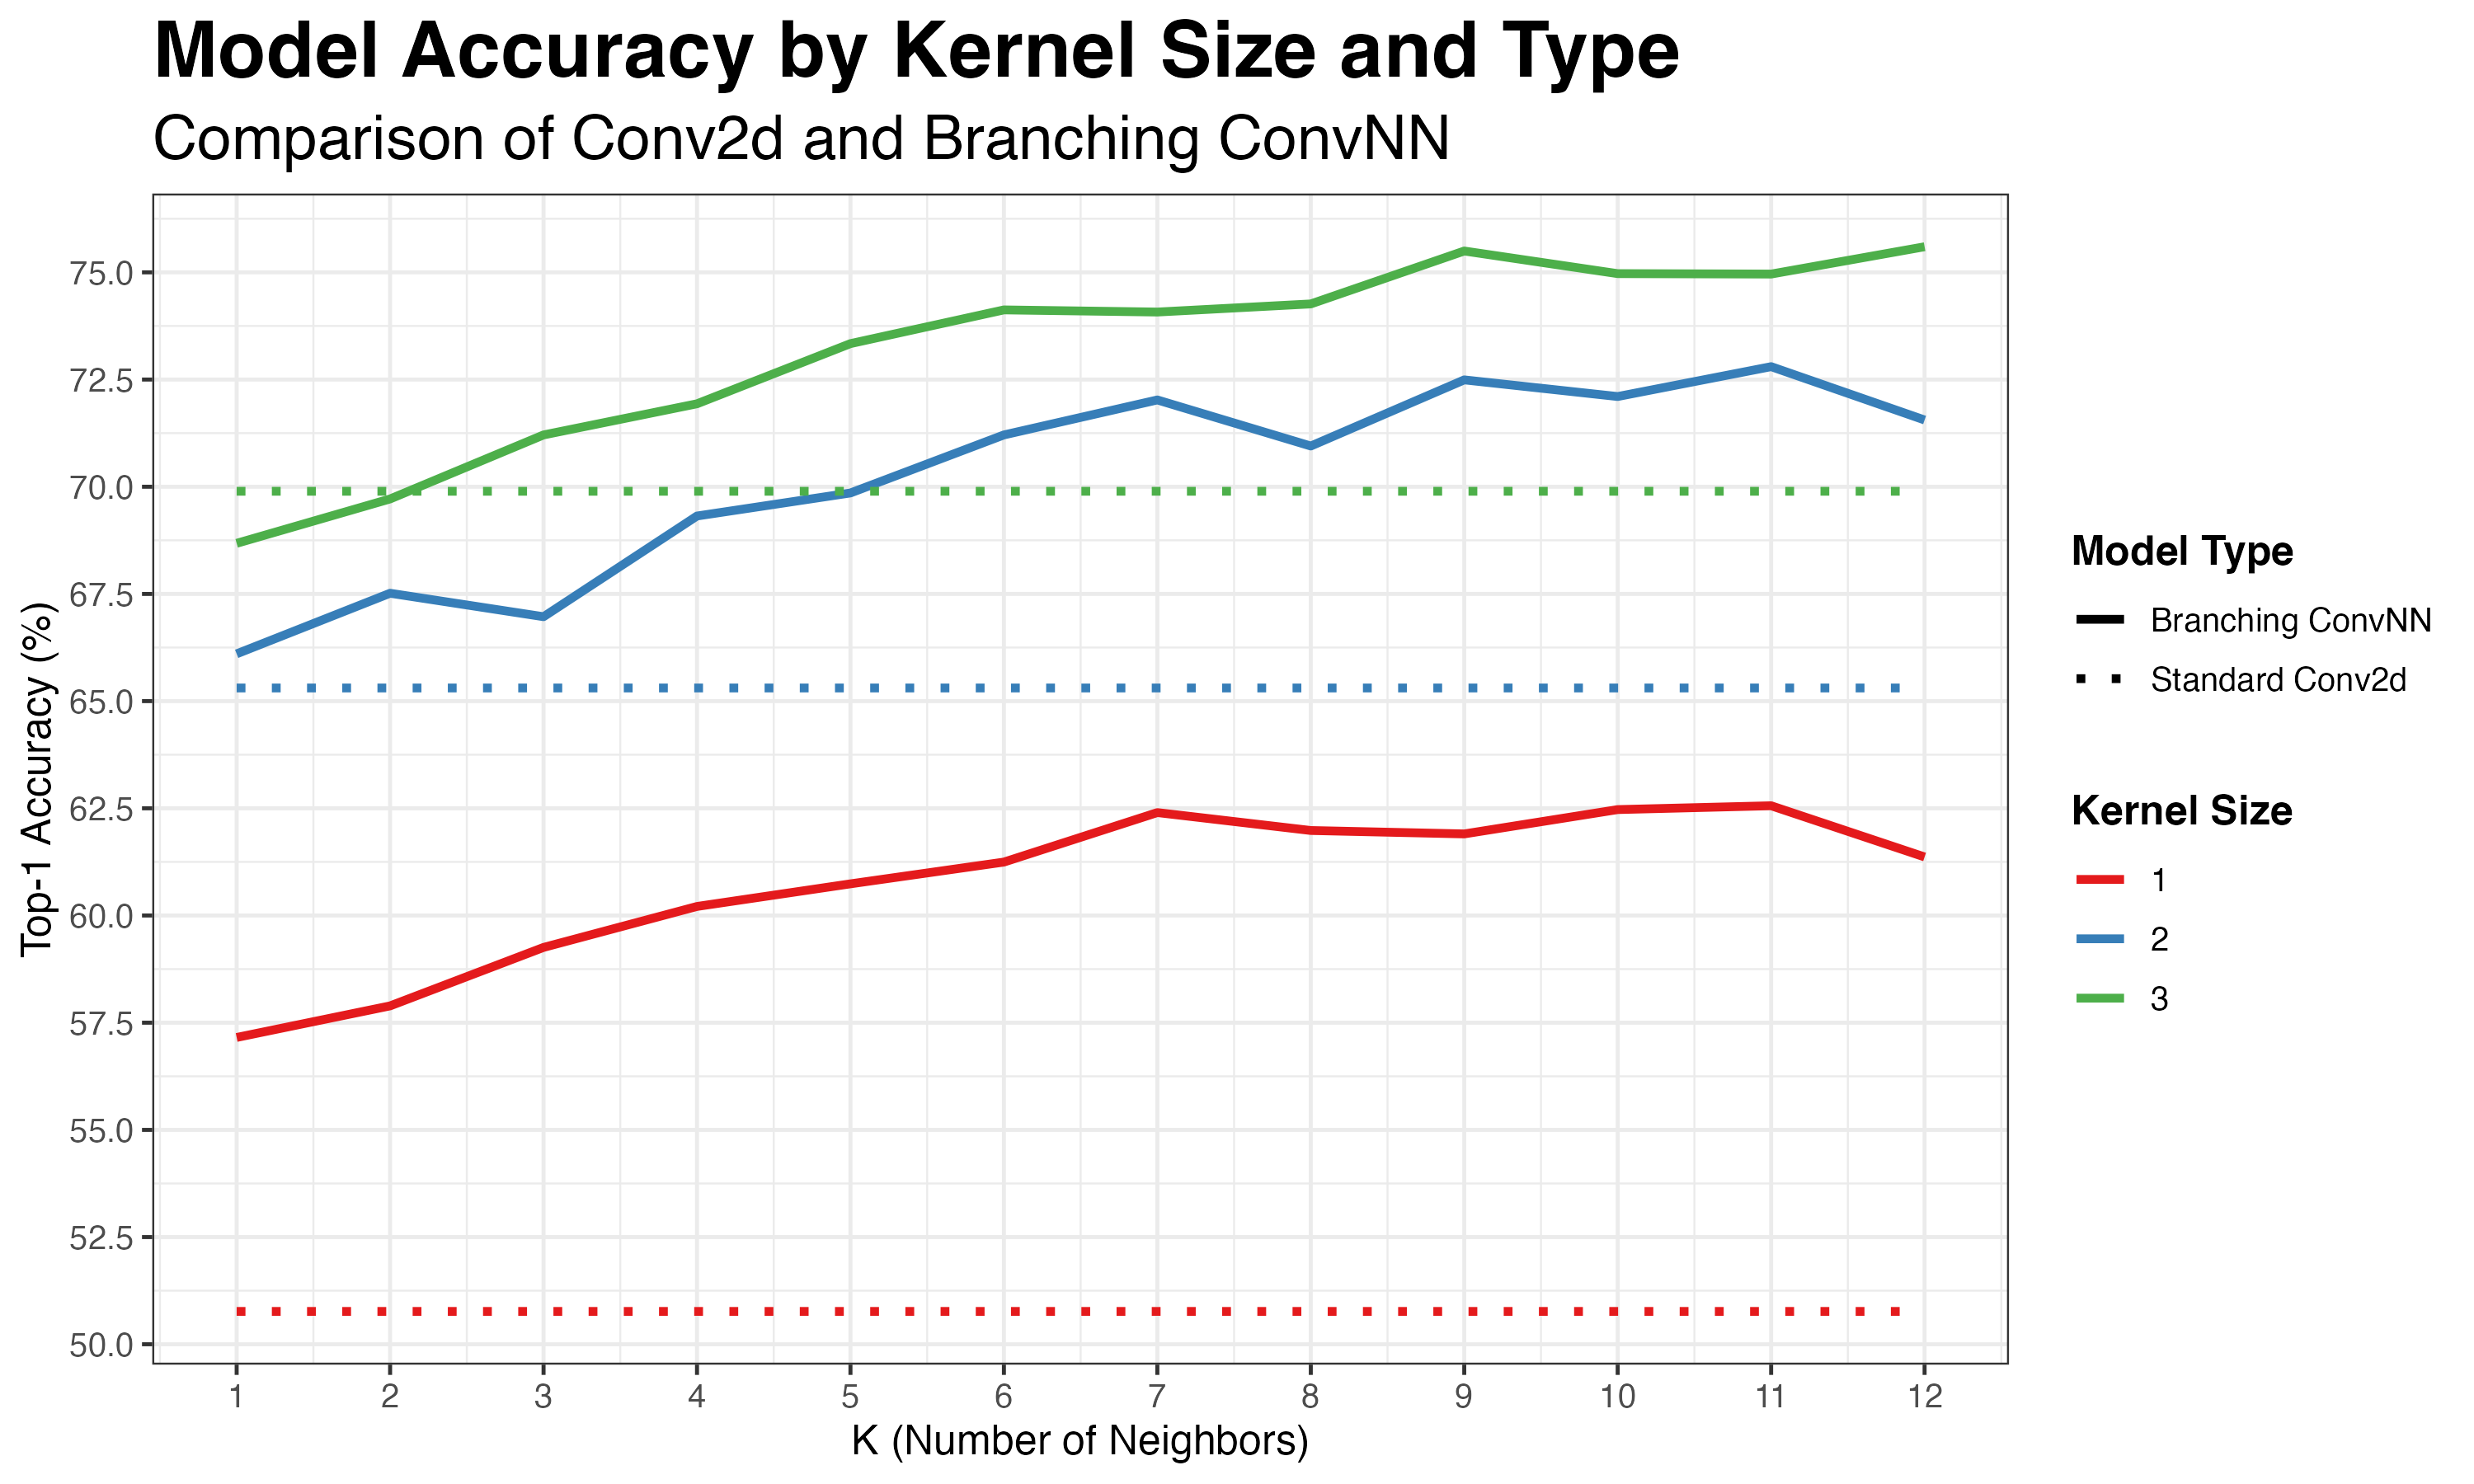 Model Accuracy by Kernel Size and Type
Comparison of Conv2d and Branching ConvNN
Top-1 Accuracy (%)
75.0
72.5
70.0
67.5
65.0
62.5
60.0
57.5
55.0
52.5
50.0
1 2 3 4 5 6 7 8 9 10 11 12
K (Number of Neighbors)
Model Type
Branching ConvNN
Standard Conv2d
Kernel Size
1
2
3